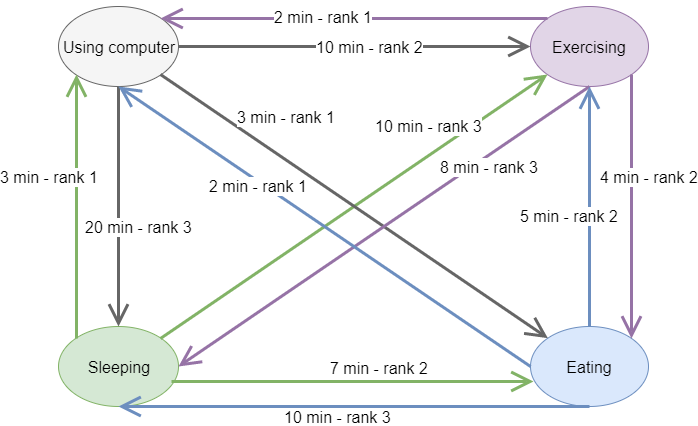 2 min - rank 1
Using computer
10 min - rank 2
Exercising
3 min - rank 1
10 min - rank 3
8 min - rank 3
3 min - rank 1
2 min - rank 1
4 min - rank 2
20 min - rank 3
5 min - rank 2
Sleeping
7 min - rank 2
Eating
10 min - rank 3